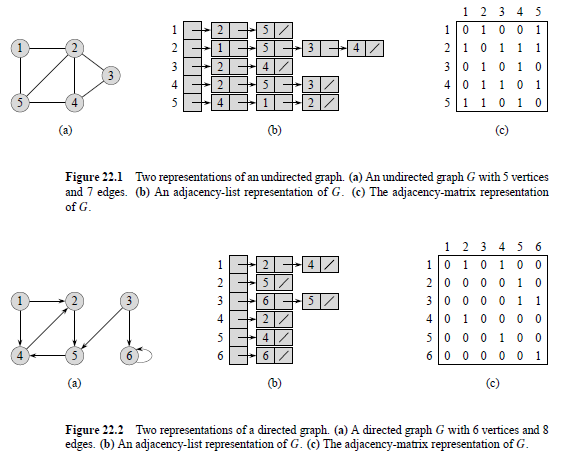 1 2 3 4 5
1 2 5 / 1 0 1 0 0 1
1 2 2 1 5 3 4 / 2 1 0 1 1 1
3 3 2 4 / 3 0 1 0 1 0
4 2 5 3 / 4 0 1 1 0 1
5 4 5 4 1 2 / 5 1 1 0 1 0
(a) (b) (c)
Figure 22.1 Two representations of an undirected graph. (a) An undirected graph G with 5 vertices
and 7 edges. (b) An adjacency-list representation of G. (c) The adjacency-matrix representation
of G.
1 2 3 4 5 6
1 2 4 / 1 0 1 0 1 0 0
2 5 / 2 0 0 0 0 1 0
1 2 3 3 6 5 / 3 0 0 0 0 1 1
4 2 / 4 0 1 0 0 0 0
4 5 6 5 4 / 5 0 0 0 1 0 0
6 6 / 6 0 0 0 0 0 1
(a) (b) (c)
Figure 22.2 Two representations of a directed graph. (a) A directed graph G with 6 vertices and 8
edges. (b) An adjacency-list representation of G. (c) The adjacency-matrix representation of G.